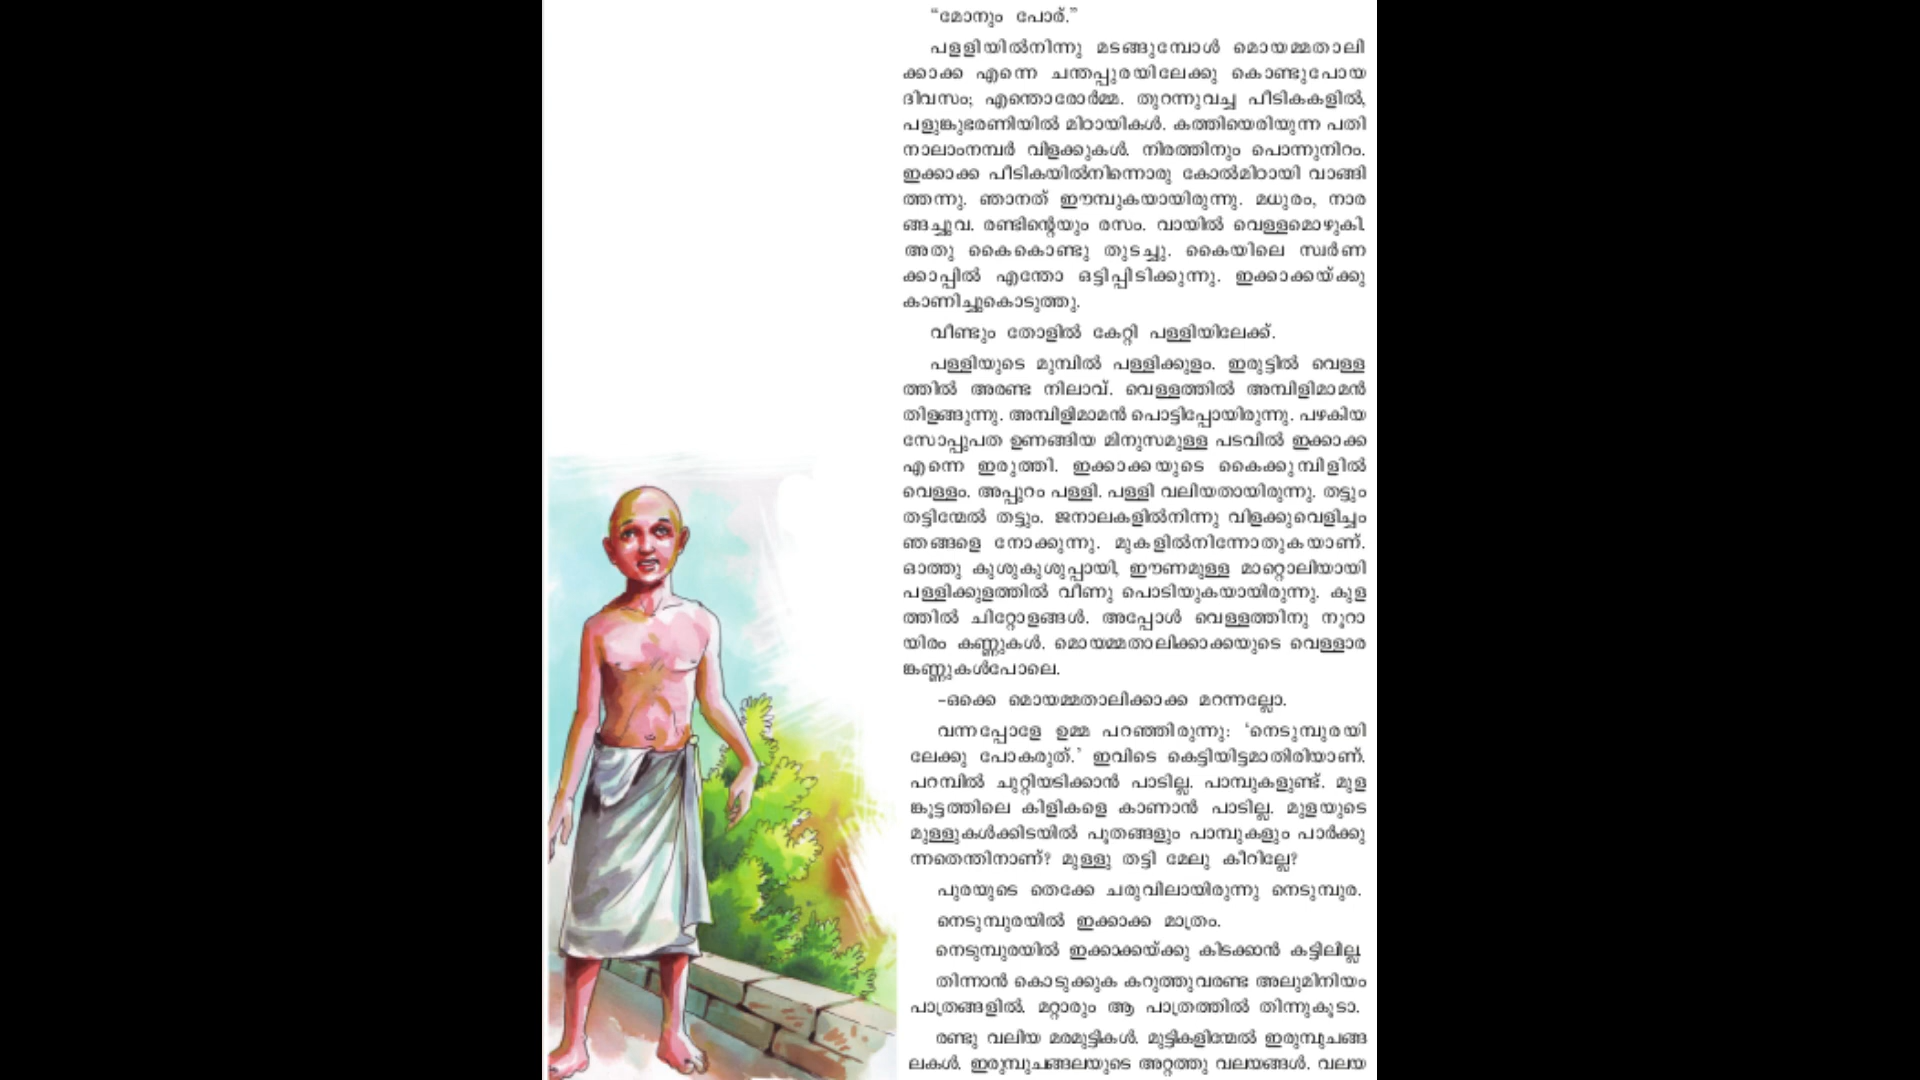 “മോനും പോര്.”
പള്ളിയിൽനിന്നു മടങ്ങുമ്പോൾ മൊയമ്മതാലി
ക്കാക്ക എന്നെ ചന്തപ്പുരയിലേക്കു കൊണ്ടുപോയ
ദിവസം; എന്തൊരോർമ്മ. തുറന്നുവച്ച പീടികകളിൽ,
പളുങ്കുഭരണിയിൽ മിഠായികൾ. കത്തിയെരിയുന്ന പതി
നാലാംനമ്പർ വിളക്കുകൾ. നിരത്തിനും പൊന്നുനിറം.
ഇക്കാക്ക പീടികയിൽനിന്നൊരു കോൽമിഠായി വാങ്ങി
ത്തന്നു. ഞാനത് ഈമ്പുകയായിരുന്നു. മധുരം, നാര
ങ്ങച്ചുവ. രണ്ടിന്റെയും രസം. വായിൽ വെള്ളമൊഴുകി.
അതു കൈകൊണ്ടു തുടച്ചു. കൈയിലെ സ്വർണ
ക്കാപ്പിൽ എന്തോ ഒട്ടിപ്പിടിക്കുന്നു. ഇക്കാക്കയ്ക്കു
കാണിച്ചുകൊടുത്തു.
വീണ്ടും തോളിൽ കേറ്റി പള്ളിയിലേക്ക്.
പള്ളിയുടെ മുമ്പിൽ പള്ളിക്കുളം. ഇരുട്ടിൽ വെള്ള
ത്തിൽ അരണ്ട നിലാവ്. വെള്ളത്തിൽ അമ്പിളിമാമൻ
തിളങ്ങുന്നു. അമ്പിളിമാമൻ പൊട്ടിപ്പോയിരുന്നു. പഴകിയ
സോപ്പുപത ഉണങ്ങിയ മിനുസമുള്ള പടവിൽ ഇക്കാക്ക
എന്നെ ഇരുത്തി. ഇക്കാക്കയുടെ കൈക്കുമ്പിളിൽ
വെള്ളം. അപ്പുറം പള്ളി. പള്ളി വലിയതായിരുന്നു. തട്ടും
തട്ടിന്മേൽ തട്ടും. ജനാലകളിൽനിന്നു വിളക്കുവെളിച്ചം
ഞങ്ങളെ നോക്കുന്നു. മുകളിൽനിന്നോതുകയാണ്.
ഓത്തു കുശുകുശുപ്പായി, ഈണമുള്ള മാറ്റൊലിയായി
പള്ളിക്കുളത്തിൽ വീണു പൊടിയുകയായിരുന്നു. കുള
ത്തിൽ ചിറ്റോളങ്ങൾ. അപ്പോൾ വെള്ളത്തിനു നൂറാ
യിരം കണ്ണുകൾ. മൊയമ്മതാലിക്കാക്കയുടെ വെള്ളാര
ങ്കണ്ണുകൾപോലെ.
-ഒക്കെ മൊയമ്മതാലിക്കാക്ക മറന്നല്ലോ.
വന്നപ്പോളേ ഉമ്മ പറഞ്ഞിരുന്നു: ‘നെടുമ്പുരയി
ലേക്കു പോകരുത്.’ ഇവിടെ കെട്ടിയിട്ടമാതിരിയാണ്.
പറമ്പിൽ ചുറ്റിയടിക്കാൻ പാടില്ല. പാമ്പുകളുണ്ട്. മുള
ങ്കൂട്ടത്തിലെ കിളികളെ കാണാൻ പാടില്ല. മുളയുടെ
മുള്ളുകൾക്കിടയിൽ പൂതങ്ങളും പാമ്പുകളും പാർക്കു
ന്നതെന്തിനാണ്? മുള്ളു തട്ടി മേലു കീറില്ലേ?
പുരയുടെ തെക്കേ ചരുവിലായിരുന്നു നെടുമ്പുര.
നെടുമ്പുരയിൽ ഇക്കാക്ക മാത്രം.
നെടുമ്പുരയിൽ ഇക്കാക്കയ്ക്കു കിടക്കാൻ കട്ടിലില്ല.
തിന്നാൻ കൊടുക്കുക കറുത്തുവരണ്ട അലുമിനിയം
പാത്രങ്ങളിൽ. മറ്റാരും ആ പാത്രത്തിൽ തിന്നുകൂടാ.
രണ്ടു വലിയ മരമുട്ടികൾ. മുട്ടികളിന്മേൽ ഇരുമ്പുചങ്ങ
ലകൾ. ഇരുമ്പുചങ്ങലയുടെ അറ്റത്തു വലയങ്ങൾ. വലയ